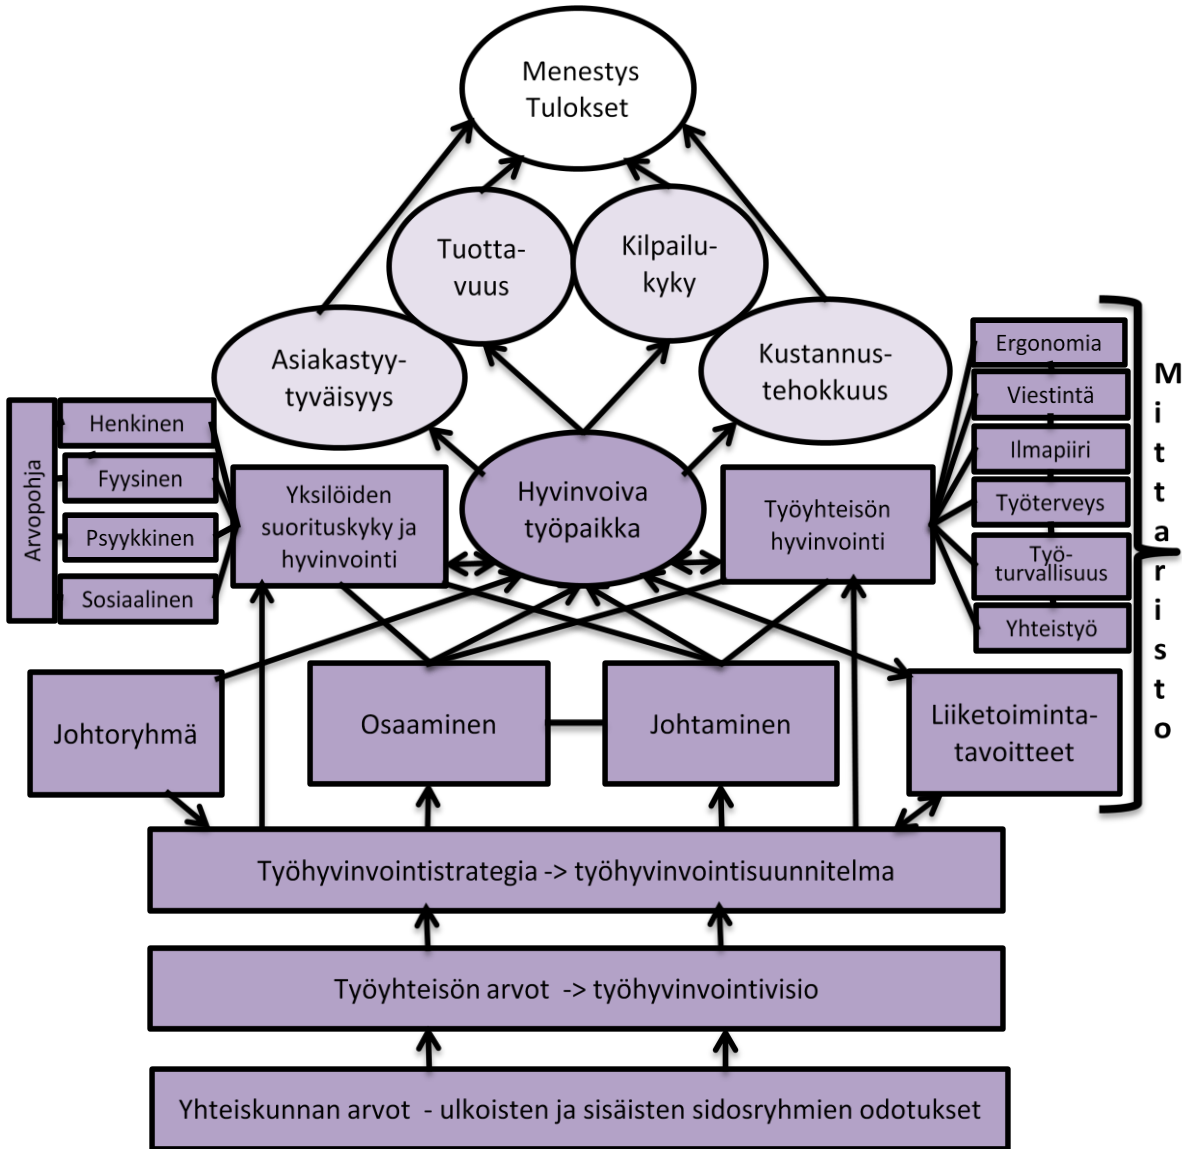 Menestys
Tulokset
Tuotta-
vuus
Kilpailu-
kyky
Asiakastyy-
tyväisyys
Kustannus-
tehokkuus
Arvopohja
Henkinen
Fyysinen
Psyykkinen
Sosiaalinen
Yksilöiden
suorituskyky ja
hyvinvointi
Hyvinvoiva
työpaikka
Työyhteisön
hyvinvointi
Ergonomia
Viestintä
Ilmapiiri
Työterveys
Työ-
turvallisuus
Yhteistyö
Mittaristo
Johtoryhmä
Osaaminen
Johtaminen
Liiketoiminta-
tavoitteet
Työhyvinvointistrategia -> työhyvinvointisuunnitelma
Työyhteisön arvot -> työhyvinvointivisio
Yhteiskunnan arvot - ulkoisten ja sisäisten sidosryhmien odotukset